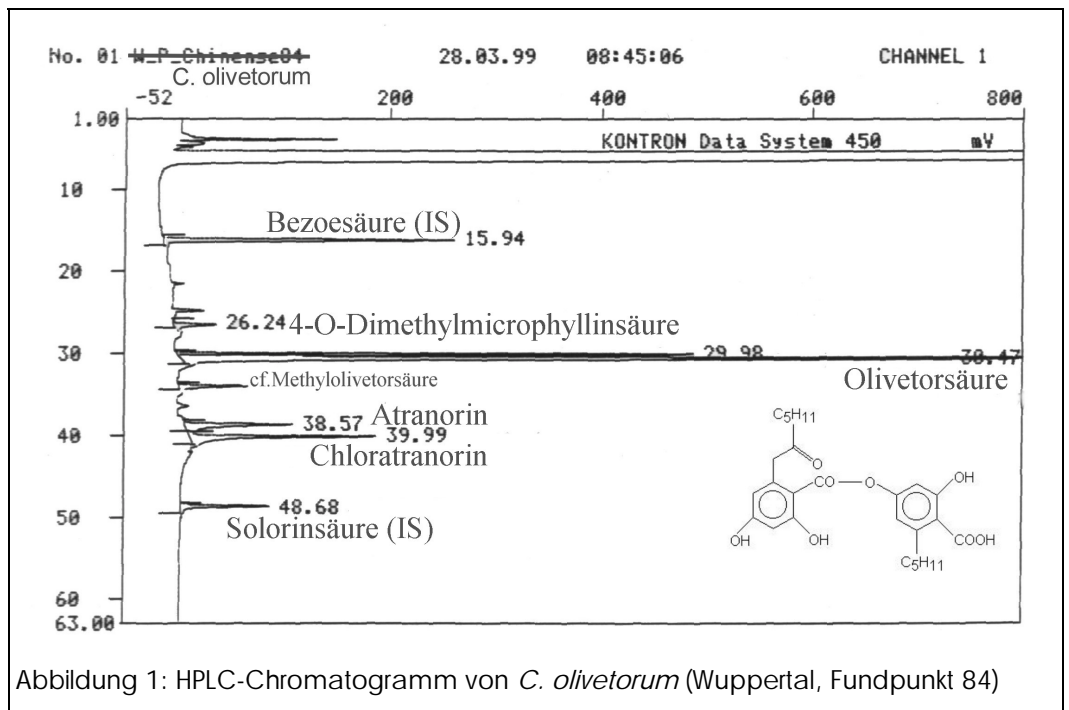 No. 01 W_P_Chinense84 28.03.99 08:45:06 CHANNEL 1
C. olivetorum
-52 200 400 600 800
1.00
KONTRON Data System 450 mV
10
Bezoesäure (IS)
15.94
20
26.24 4-O-Dimethylmicrophyllinsäure
30
29.98
30.47
Olivetorsäure
cf.Methylolivetorsäure
Atranorin
38.57
39.99
40
Chloratranorin
48.68
50
Solorinsäure (IS)
60
63.00
C5H11
O
CO O OH
OH OH COOH
C5H11
Abbildung 1: HPLC-Chromatogramm von C. olivetorum (Wuppertal, Fundpunkt 84)